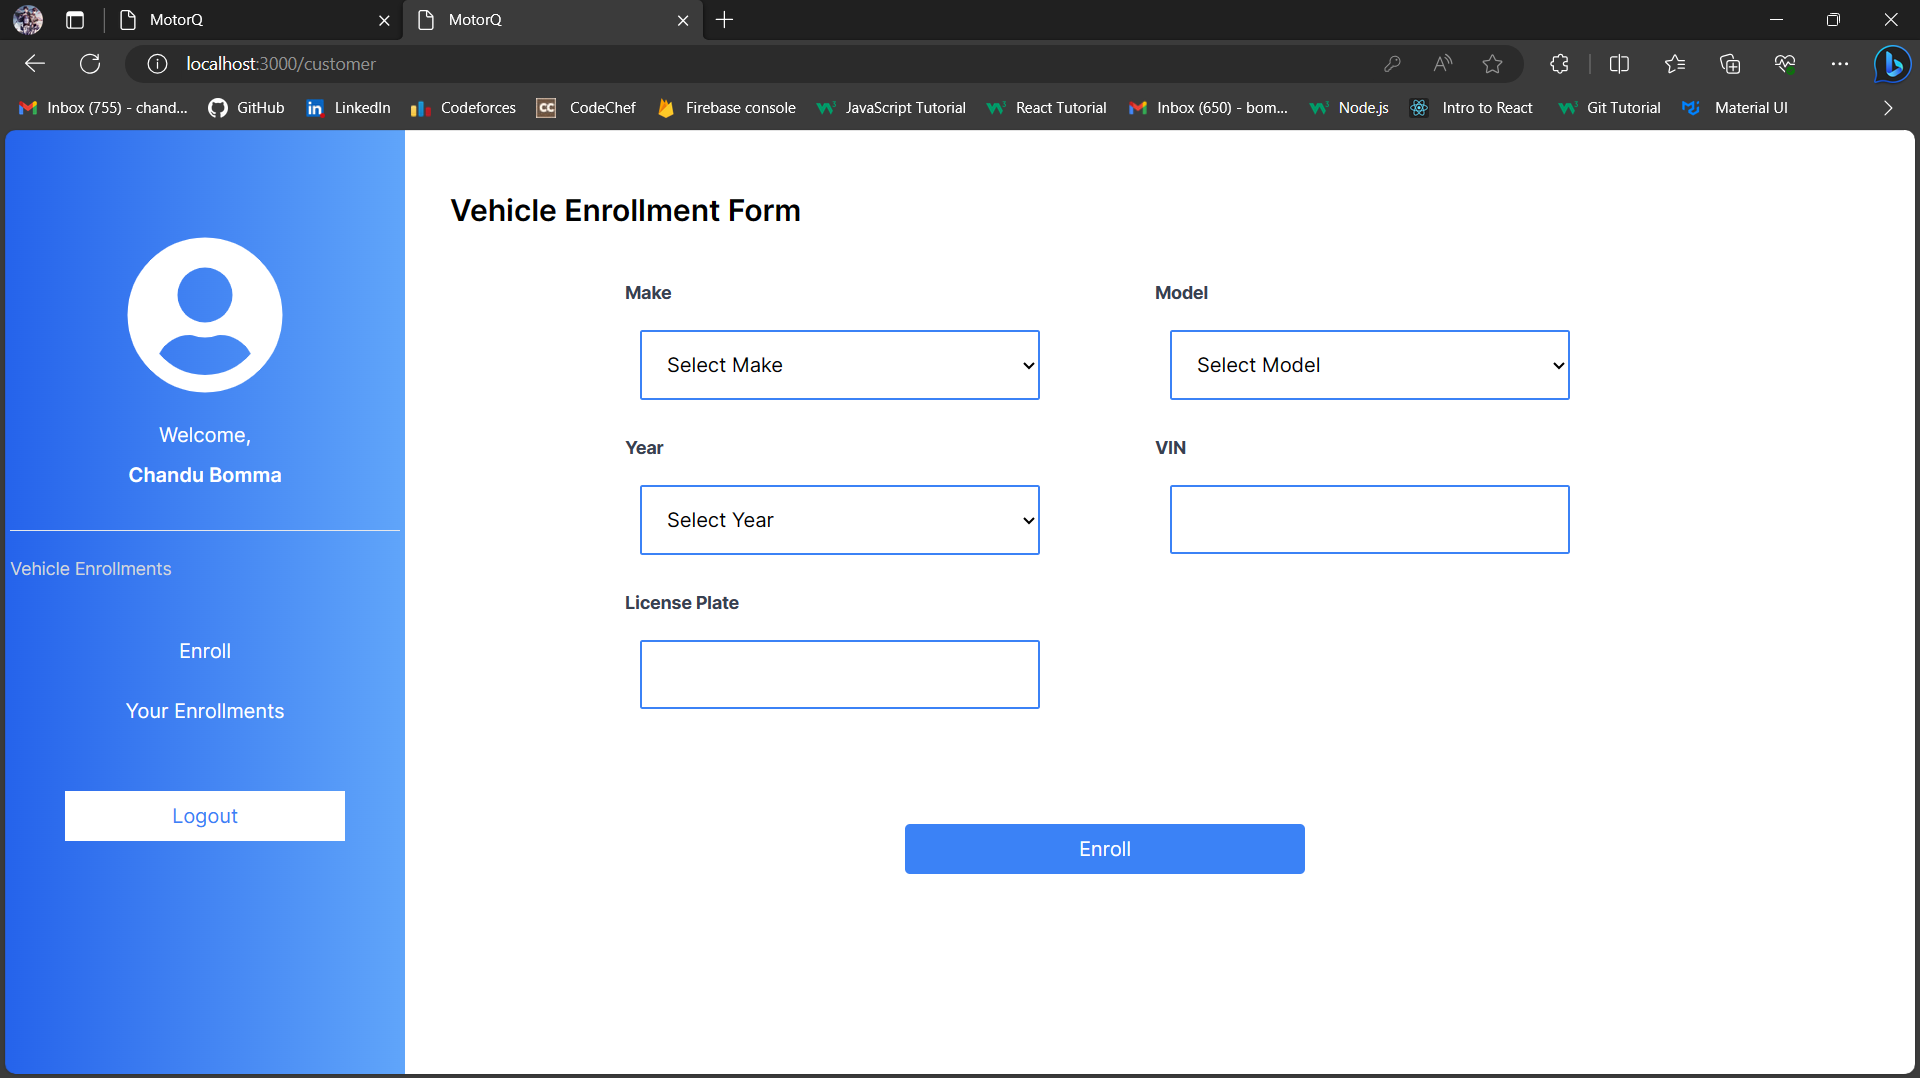 MotorQ
MotorQ
localhost:3000/customer
Inbox (755) - chand...
GitHub
LinkedIn
Codeforces
CodeChef
Firebase console
JavaScript Tutorial
React Tutorial
Inbox (650) - bom...
Node.js
Intro to React
Git Tutorial
Material UI
Welcome,
Chandu Bomma
Vehicle Enrollments
Enroll
Your Enrollments
Logout
Vehicle Enrollment Form
Make
Model
Select Make
Select Model
Year
VIN
Select Year
License Plate
Enroll